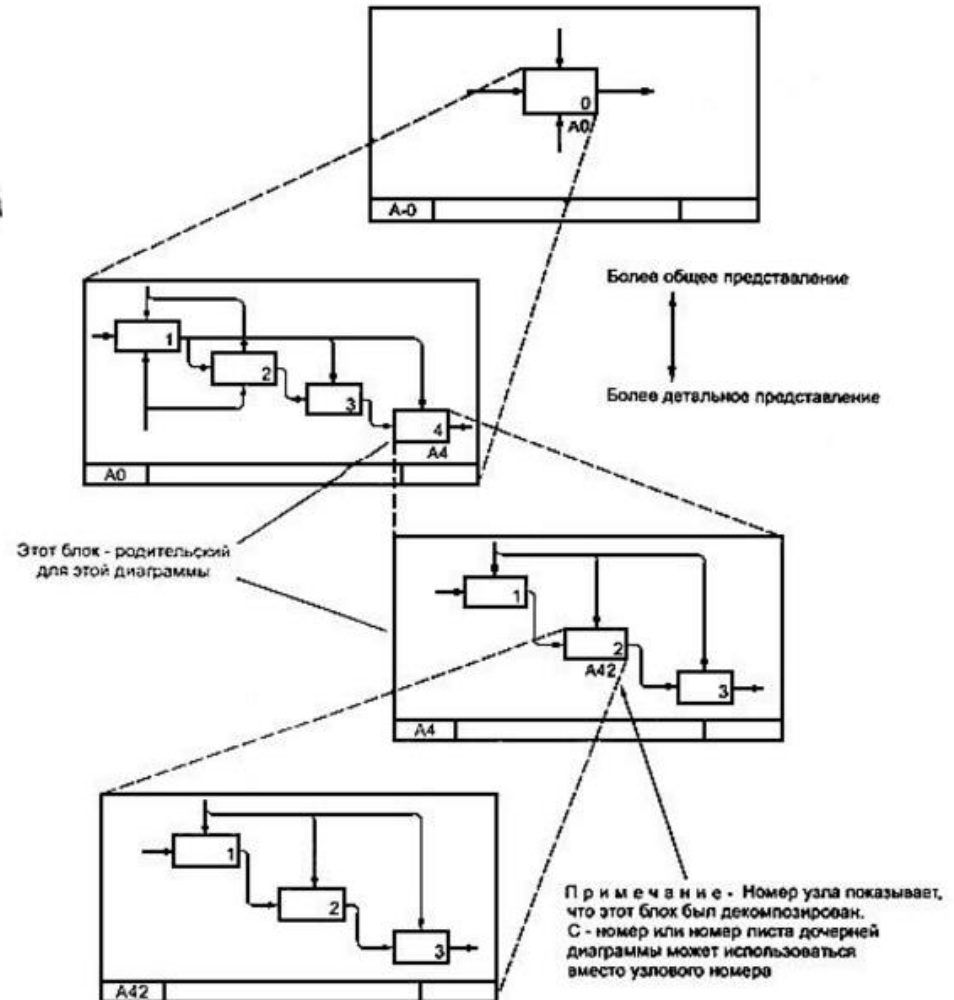 0
A0
A-0
Более общее представление
Более детальное представление
1
2
3
4
A4
A0
Этот блок - родительский
для этой диаграммы
1
2
A42
3
A4
1
2
3
A42
П р и м е ч а н и е - Номер узла показывает,
что этот блок был декомпозирован.
С - номер или номер листа дочерней
диаграммы может использоваться
вместо узлового номера